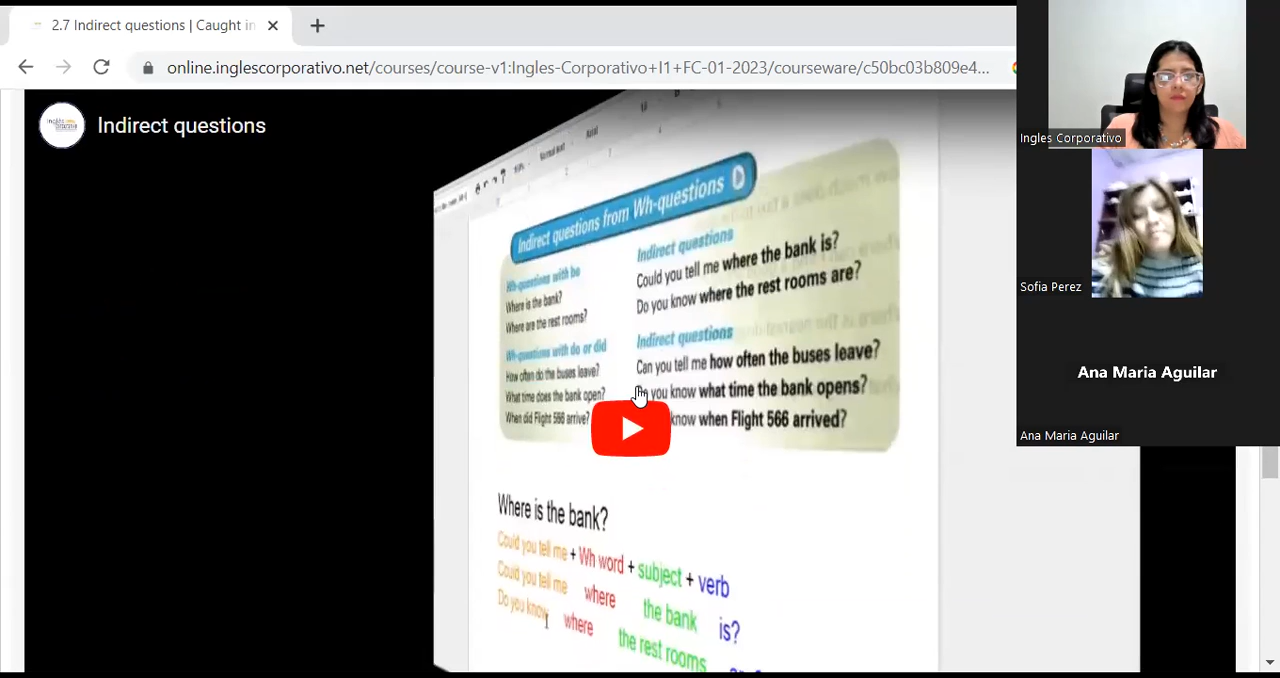 2.7 Indirect questions | Caught in
online.inglescorporativo.net/courses/course-v1:Ingles-Corporativo+I1+FC-01-2023/courseware/c50bc03b809e4...
Indirect questions
Indirect questions from Wh-questions
Wh-questions with be
Where is the bank?
Where are the rest rooms?
Indirect questions
Could you tell me where the bank is?
Do you know where the rest rooms are?
Wh-questions with do or did
How often do the buses leave?
What time does the bank open?
When did Flight 566 arrive?
Indirect questions
Can you tell me how often the buses leave?
you know what time the bank opens?
know when Flight 566 arrived?
Where is the bank?
Could you tell me + Wh word + subject + verb
Could you tell me where the bank is?
Do you know where the rest rooms
Ingles Corporativo
Sofia Perez
Ana Maria Aguilar
Ana Maria Aguilar